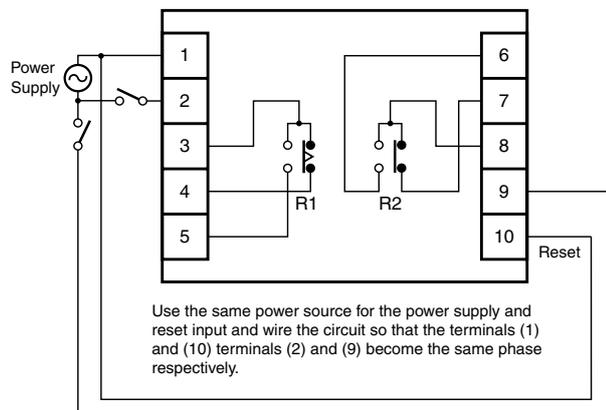 Power
Supply
1
2
3
4
5
6
7
8
9
10
R1
R2
Reset
Use the same power source for the power supply and
reset input and wire the circuit so that the terminals (1)
and (10) terminals (2) and (9) become the same phase
respectively.